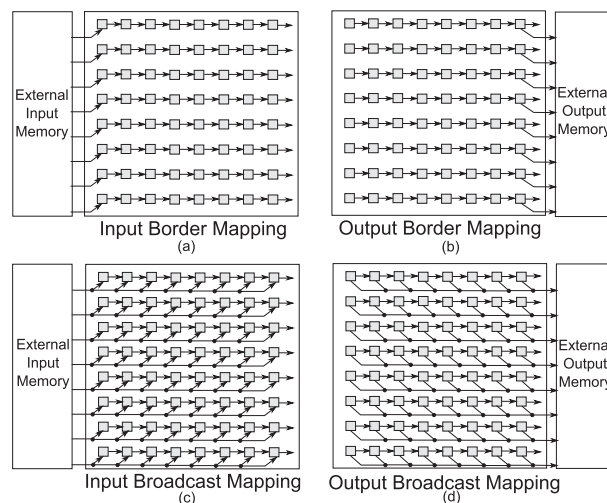 External
Input
Memory
Input Border Mapping
(a)
External
Output
Memory
Output Border Mapping
(b)
External
Input
Memory
Input Broadcast Mapping
(c)
External
Output
Memory
Output Broadcast Mapping
(d)